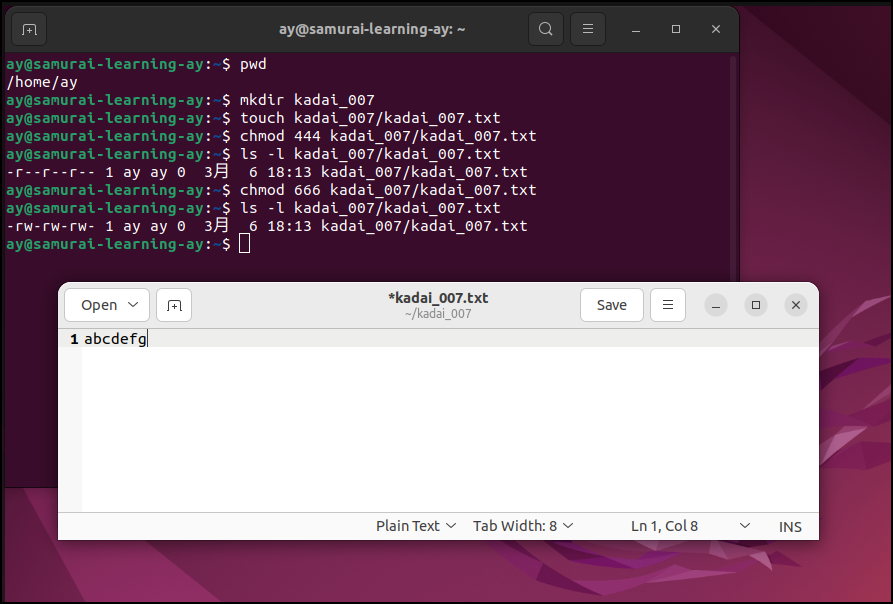 ay@samurai-learning-ay: ~
ay@samurai-learning-ay:~$ pwd
/home/ay
ay@samurai-learning-ay:~$ mkdir kadai_007
ay@samurai-learning-ay:~$ touch kadai_007/kadai_007.txt
ay@samurai-learning-ay:~$ chmod 444 kadai_007/kadai_007.txt
ay@samurai-learning-ay:~$ ls -l kadai_007/kadai_007.txt
-r--r--r-- 1 ay ay 0  3月  6 18:13 kadai_007/kadai_007.txt
ay@samurai-learning-ay:~$ chmod 666 kadai_007/kadai_007.txt
ay@samurai-learning-ay:~$ ls -l kadai_007/kadai_007.txt
-rw-rw-rw- 1 ay ay 0  3月  6 18:13 kadai_007/kadai_007.txt
ay@samurai-learning-ay:~$
Open *kadai_007.txt Save
~/kadai_007
1 abcdefg
Plain Text Tab Width: 8 Ln 1, Col 8 INS